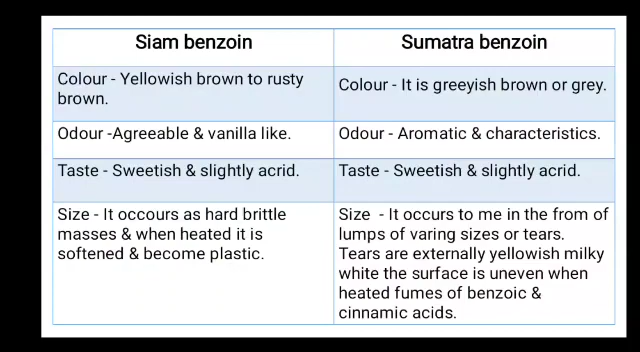 Siam benzoin
Sumatra benzoin
Colour - Yellowish brown to rusty
brown.
Colour - It is greeyish brown or grey.
Odour -Agreeable & vanilla like.
Odour - Aromatic & characteristics.
Taste - Sweetish & slightly acrid.
Taste - Sweetish & slightly acrid.
Size - It occours as hard brittle
masses & when heated it is
softened & become plastic.
Size  - It occurs to me in the from of
lumps of varing sizes or tears.
Tears are externally yellowish milky
white the surface is uneven when
heated fumes of benzoic &
cinnamic acids.